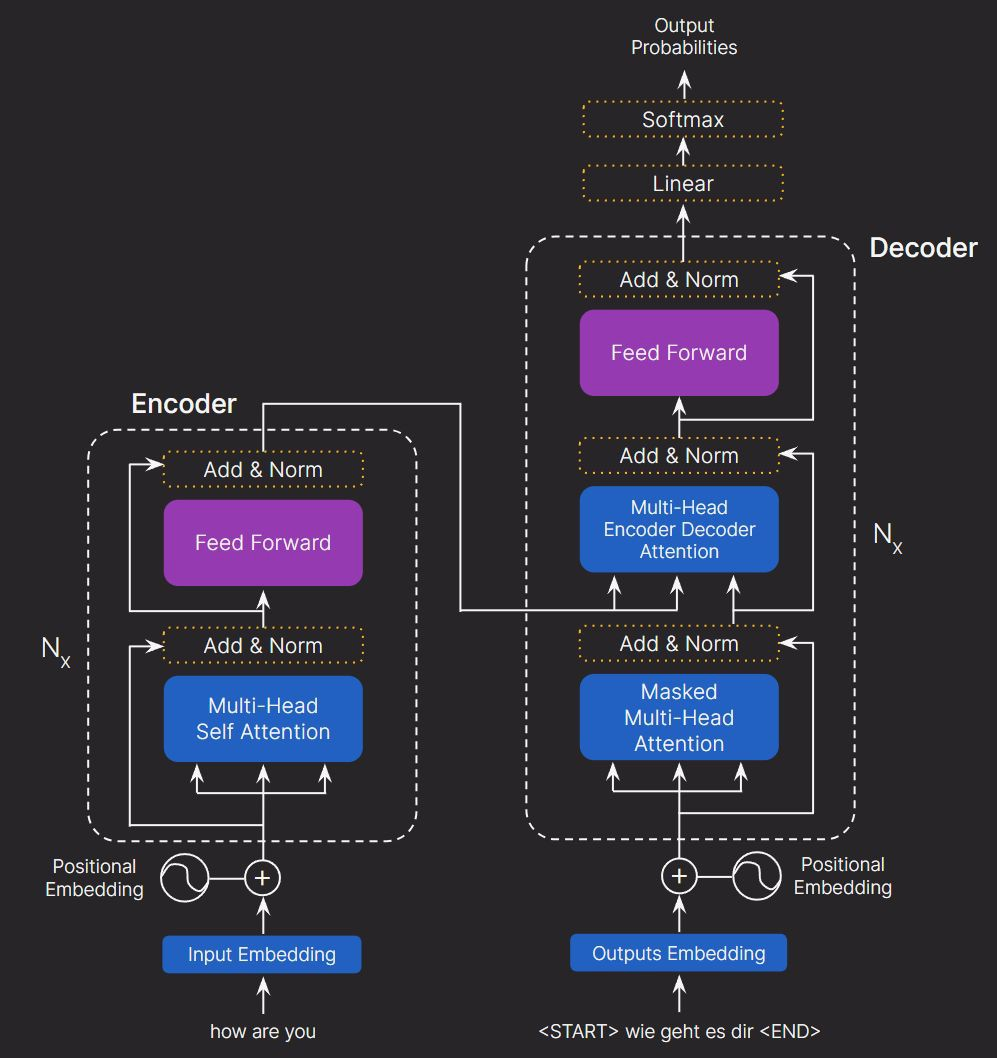 Output
Probabilities
Softmax
Linear
Decoder
Add & Norm
Feed Forward
Add & Norm
Multi-Head
Encoder Decoder
Attention
Nx
Add & Norm
Masked
Multi-Head
Attention
Positional
Embedding
+
Outputs Embedding
<START> wie geht es dir <END>
Encoder
Add & Norm
Feed Forward
Nx
Add & Norm
Multi-Head
Self Attention
Positional
Embedding
+
Input Embedding
how are you